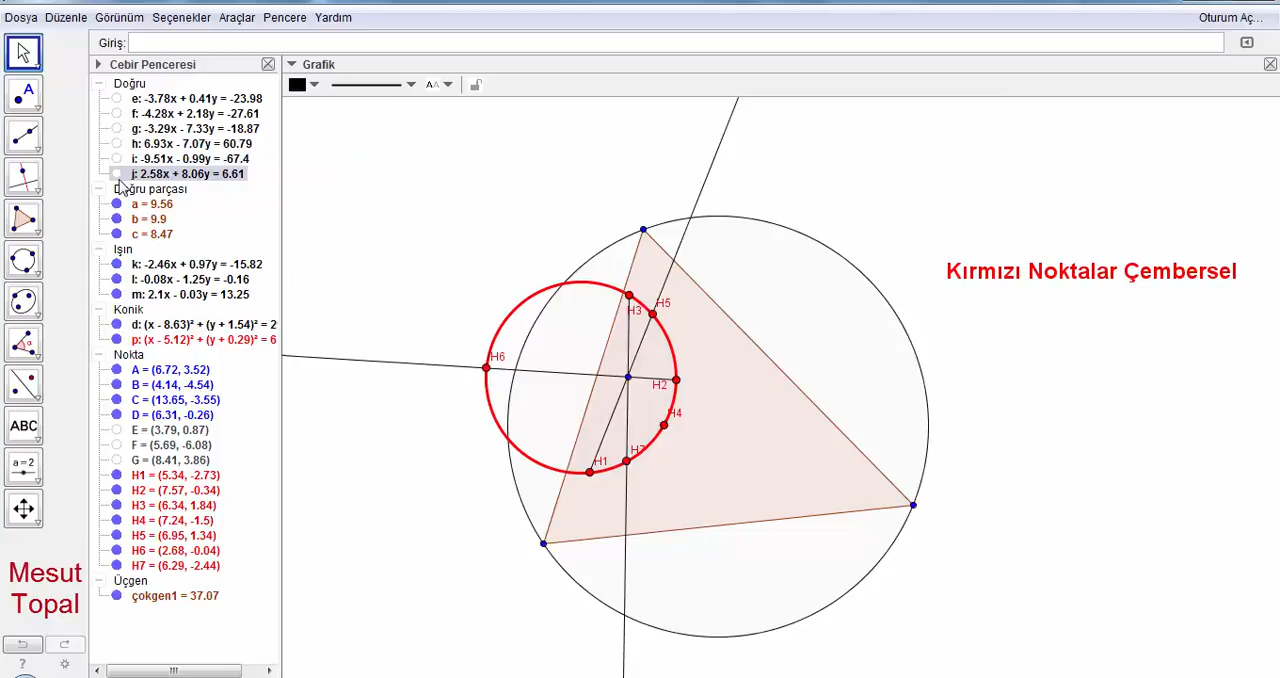 Dosya Düzenle Görünüm Seçenekler Araçlar Pencere Yardım
Oturum Aç...
Giriş:
Cebir Penceresi
Grafik
Doğru
e: -3.78x + 0.41y = -23.98
f: -4.28x + 2.18y = -27.61
g: -3.29x - 7.33y = -18.87
h: 6.93x - 7.07y = 60.79
i: -9.51x - 0.99y = -67.4
j: 2.58x + 8.06y = 6.61
Doğru parçası
a = 9.56
b = 9.9
c = 8.47
Işın
k: -2.46x + 0.97y = -15.82
l: -0.08x - 1.25y = -0.16
m: 2.1x - 0.03y = 13.25
Konik
d: (x - 8.63)² + (y + 1.54)² = 2
p: (x - 5.12)² + (y + 0.29)² = 6
Nokta
A = (6.72, 3.52)
B = (4.14, -4.54)
C = (13.65, -3.55)
D = (6.31, -0.26)
E = (3.79, 0.87)
F = (5.69, -6.08)
G = (8.41, 3.86)
H1 = (5.34, -2.73)
H2 = (7.57, -0.34)
H3 = (6.34, 1.84)
H4 = (7.24, -1.5)
H5 = (6.95, 1.34)
H6 = (2.68, -0.04)
H7 = (6.29, -2.44)
Üçgen
çokgen1 = 37.07
A
α
ABC
a=2
Mesut
Topal
?
AA
Kırmızı Noktalar Çembersel
H5
H3
H6
H2
H4
H7
H1